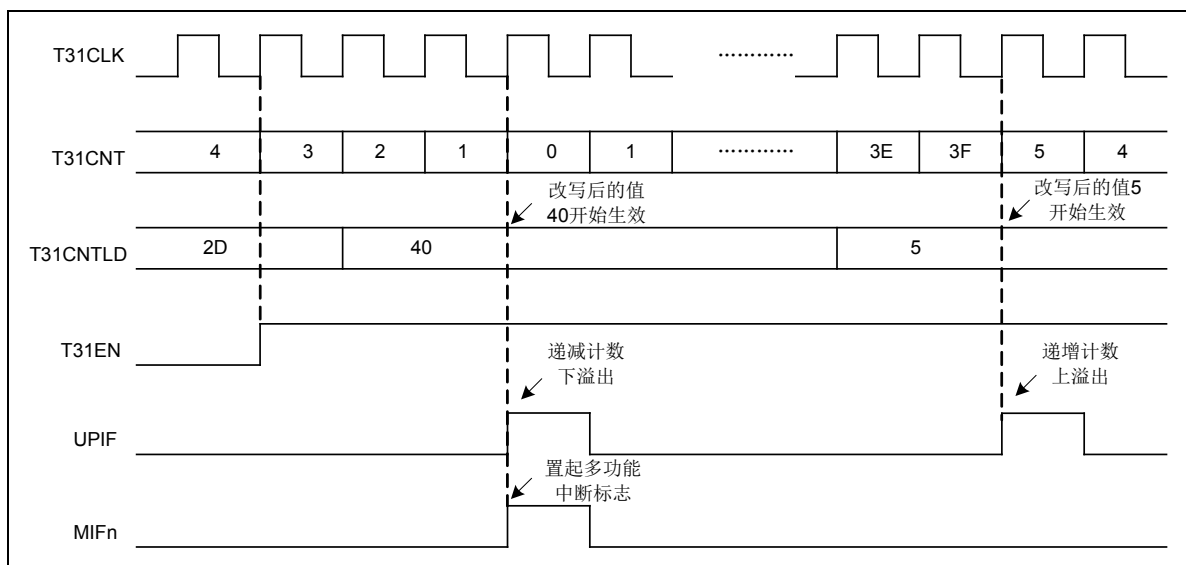 T31CLK
…………
T31CNT 4 3 2 1 0 1 ………… 3E 3F 5 4
改写后的值
40开始生效
改写后的值5
开始生效
T31CNTLD 2D 40 5
T31EN
递减计数
下溢出
递增计数
上溢出
UPIF
置起多功能
中断标志
MIFn